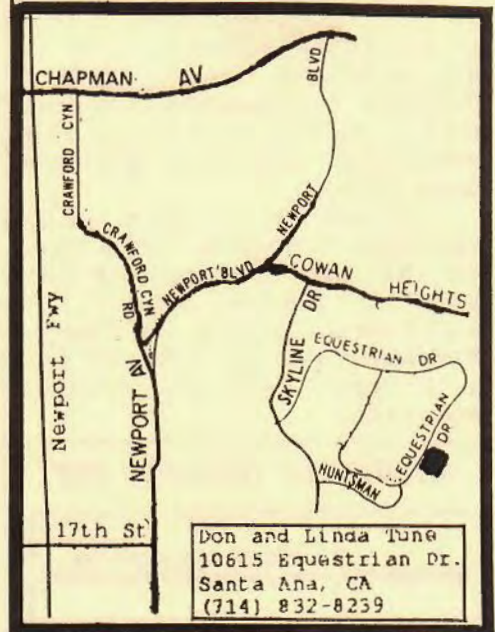 CHAPMAN AV
BLVD
CRAWFORD CYN
NEWPORT
CRAWFORD CYN
RD
NEWPORT BLVD
COWAN
HEIGHTS
SKYLINE
DR
EQUESTRIAN DR
Newport Fwy
NEWPORT AV
EQUESTRIAN
DR
HUNTSMAN
17th St
Don and Linda Tune
10615 Equestrian Dr.
Santa Ana, CA
(714) 832-8239